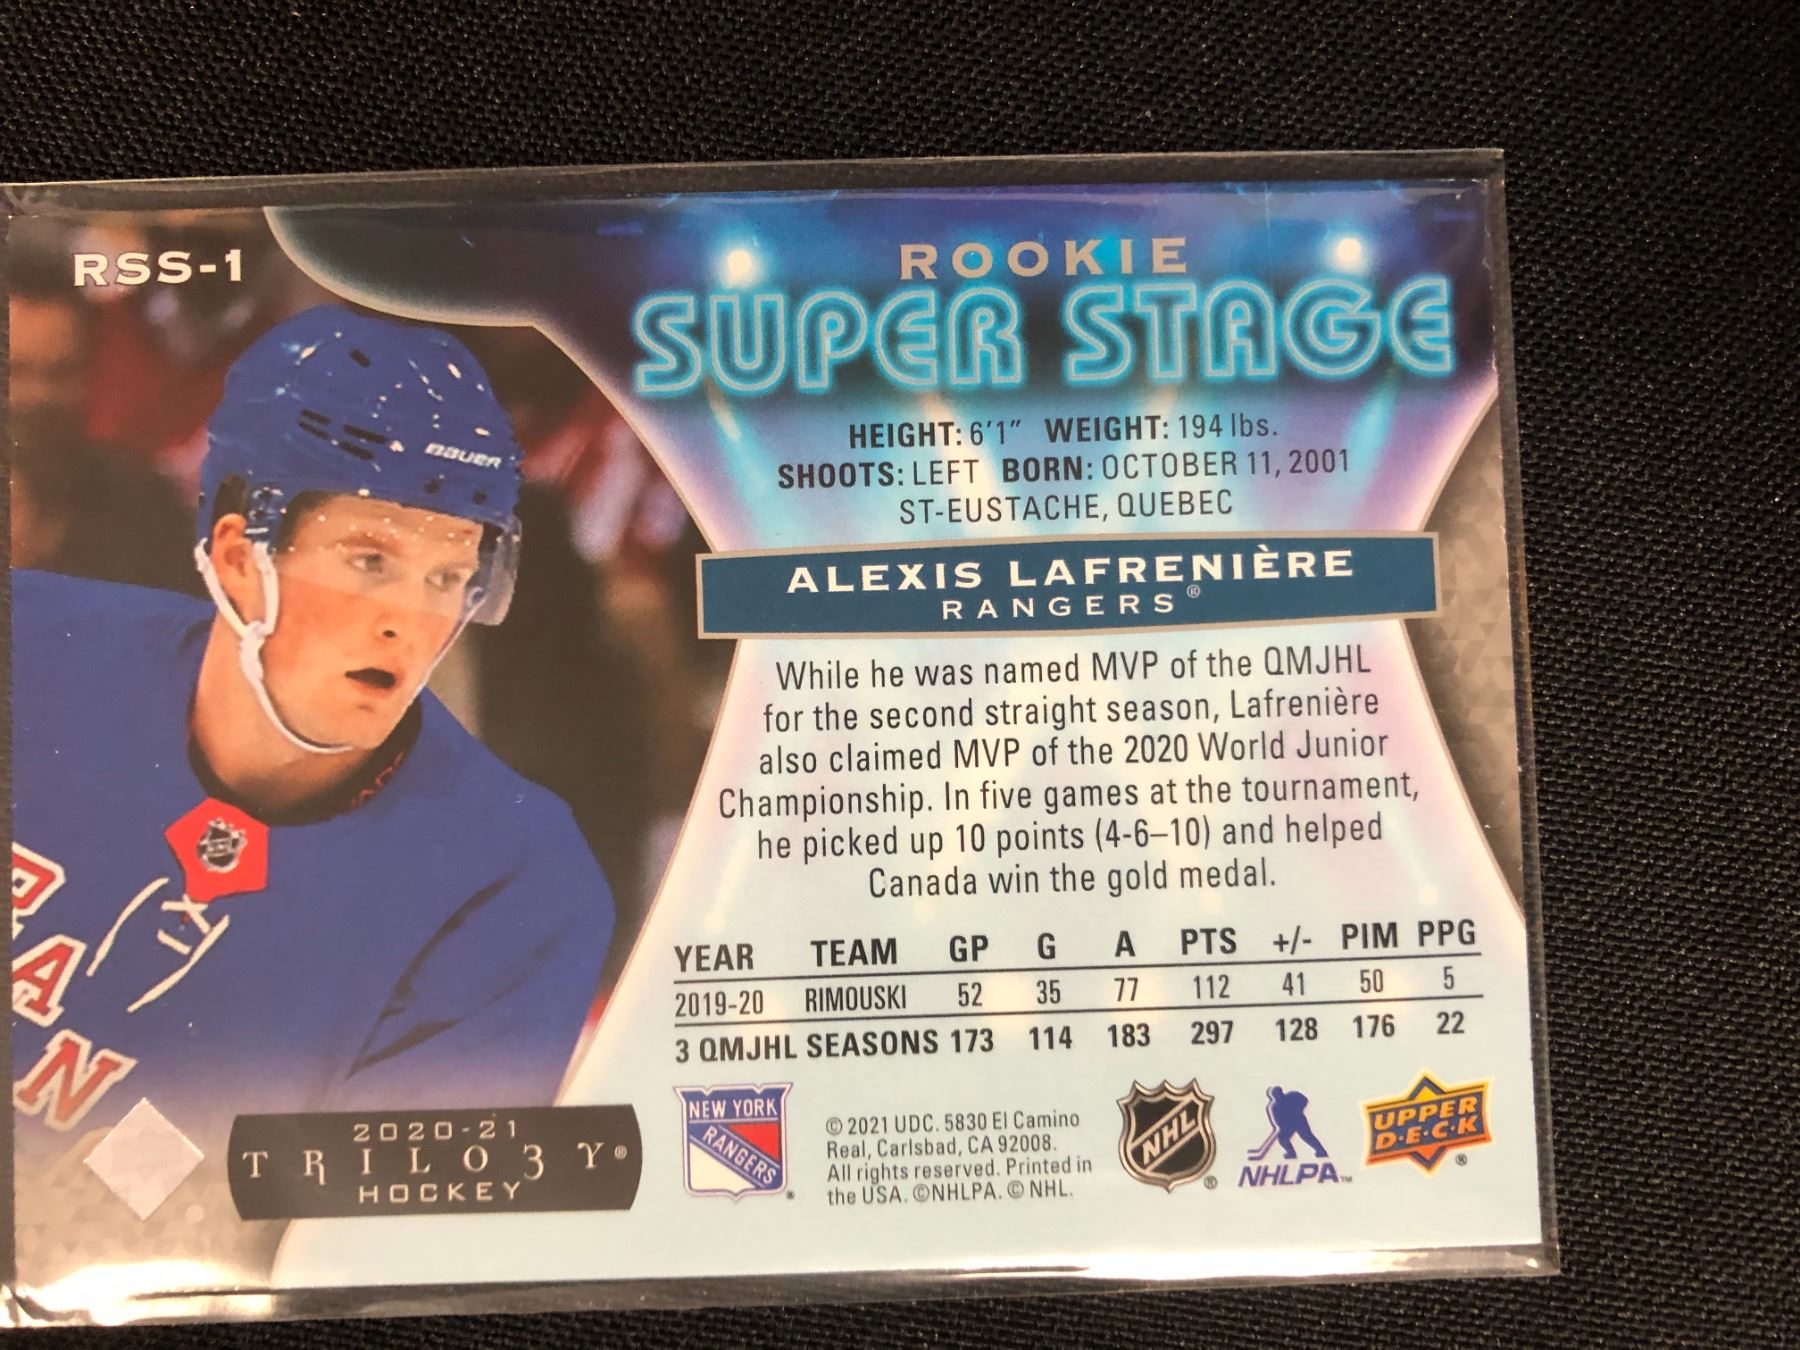 RSS-1
ROOKIE
SUPER STAGE
HEIGHT: 6'1" WEIGHT: 194 lbs.
SHOOTS: LEFT BORN: OCTOBER 11, 2001
ST-EUSTACHE, QUEBEC
ALEXIS LAFRENIÈRE
RANGERS®
While he was named MVP of the QMJHL
for the second straight season, Lafrenière
also claimed MVP of the 2020 World Junior
Championship. In five games at the tournament,
he picked up 10 points (4-6–10) and helped
Canada win the gold medal.
YEAR TEAM GP G A PTS +/- PIM PPG
2019-20 RIMOUSKI 52 35 77 112 41 50 5
3 QMJHL SEASONS 173 114 183 297 128 176 22
BAUER
RAN
2020-21
TRILO3Y®
HOCKEY
NEW YORK
RANGERS
®
© 2021 UDC. 5830 El Camino
Real, Carlsbad, CA 92008.
All rights reserved. Printed in
the USA. ©NHLPA. © NHL.
NHL
®
NHLPA™
UPPER
D·E·C·K
®